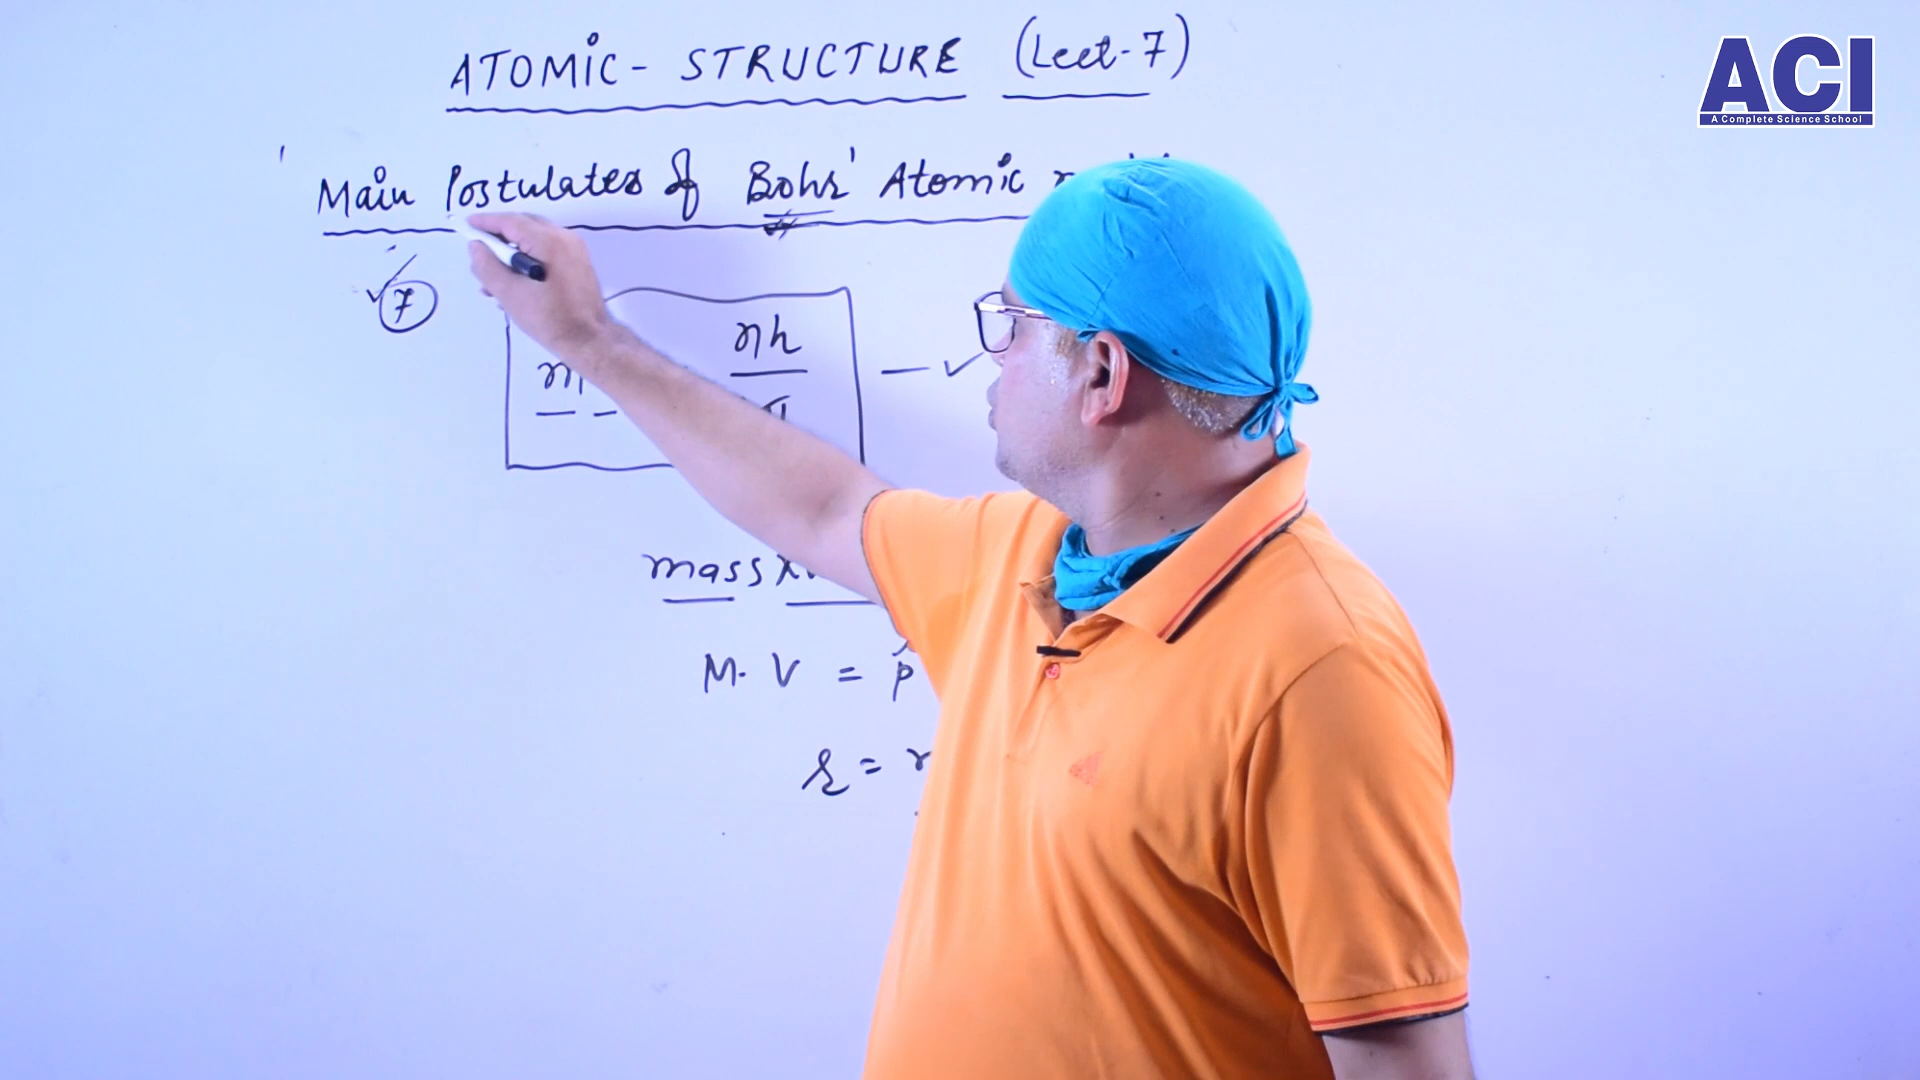 ATOMIC - STRUCTURE (Lect-7)
ACI
A Complete Science School
Main Postulates of Bohr' Atomic
7
nh
mass x
M. V = p
r =